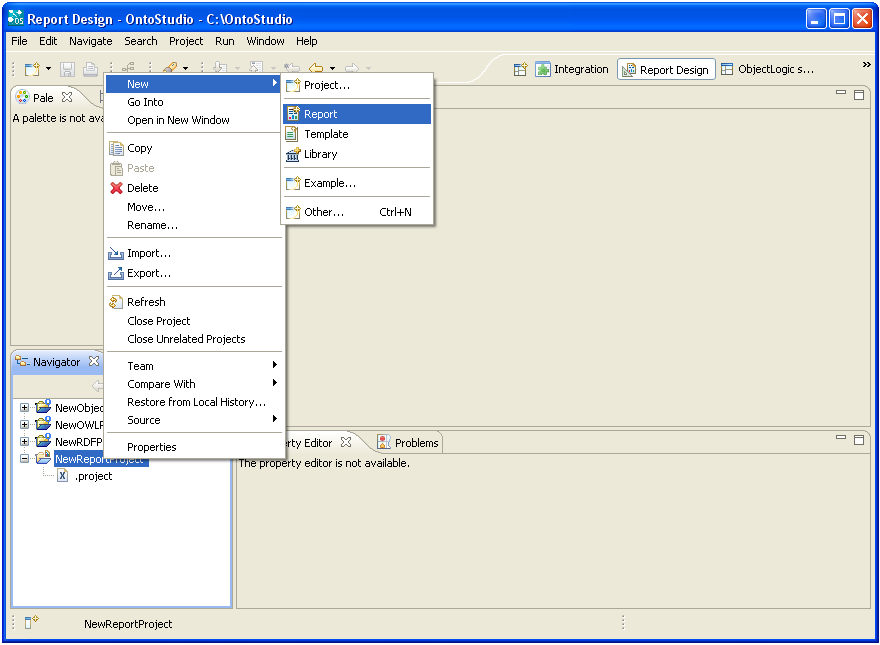 Report Design - OntoStudio - C:\OntoStudio
File Edit Navigate Search Project Run Window Help
Integration Report Design ObjectLogic s... »
Pale
A palette is not ava
New
Go Into
Open in New Window
Copy
Paste
Delete
Move...
Rename...
Import...
Export...
Refresh
Close Project
Close Unrelated Projects
Team
Compare With
Restore from Local History...
Source
Properties
Project...
Report
Template
Library
Example...
Other... Ctrl+N
Navigator
NewObjec
NewOWLP
NewRDFP
NewReportProject
.project
erty Editor Problems
The property editor is not available.
NewReportProject